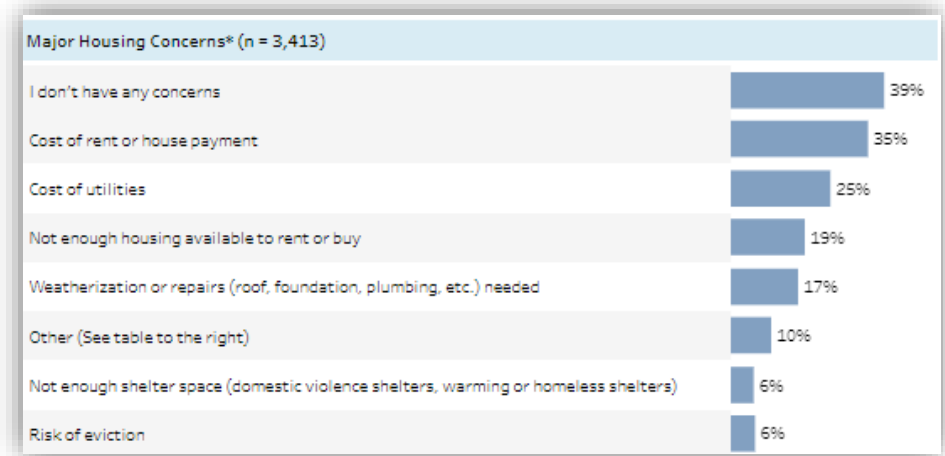 Major Housing Concerns* (n = 3,413)
I don't have any concerns 39%
Cost of rent or house payment 35%
Cost of utilities 25%
Not enough housing available to rent or buy 19%
Weatherization or repairs (roof, foundation, plumbing, etc.) needed 17%
Other (See table to the right) 10%
Not enough shelter space (domestic violence shelters, warming or homeless shelters) 6%
Risk of eviction 6%